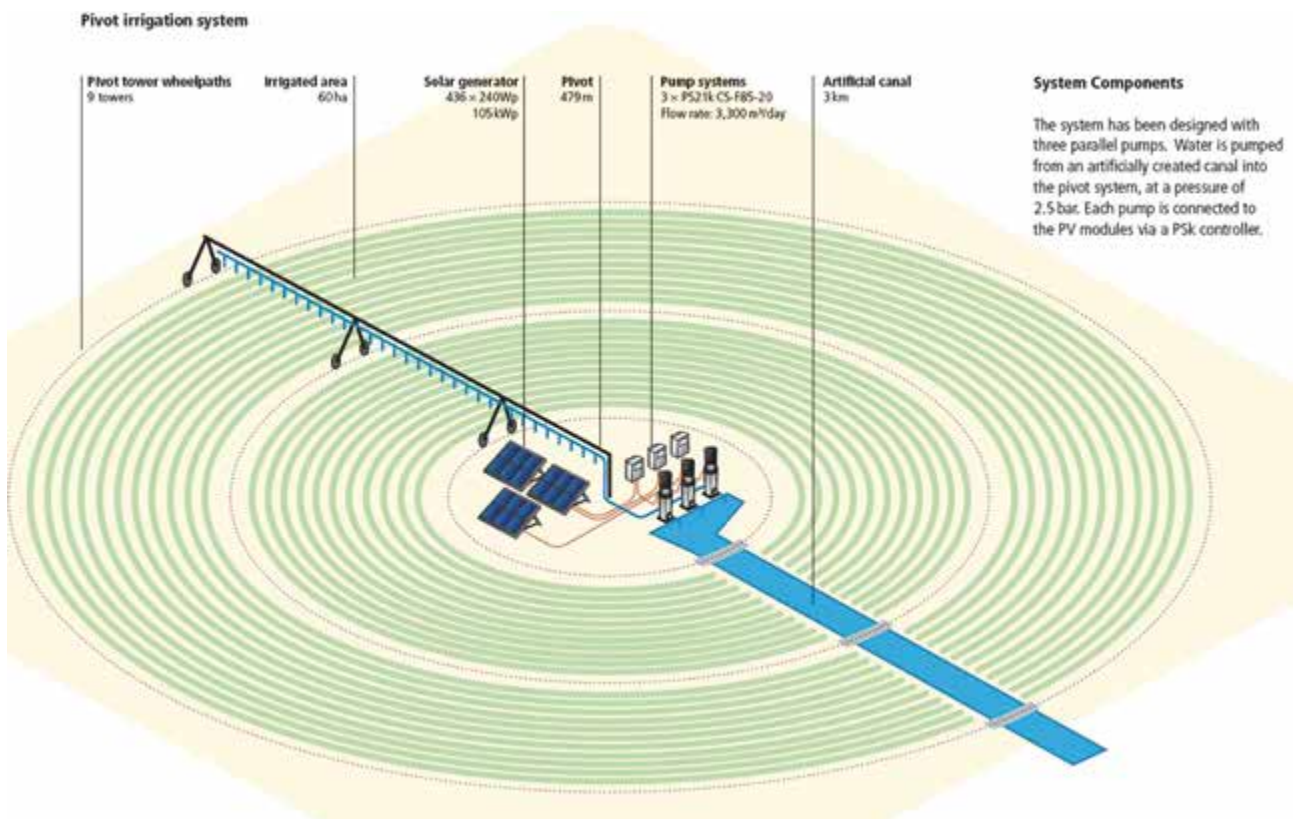 Pivot irrigation system
Pivot tower wheelpaths
9 towers
Irrigated area
60 ha
Solar generator
436 × 240Wp
105kWp
Pivot
479 m
Pump systems
3 × PS21k CS-F85-20
Flow rate: 3,300 m³/day
Artificial canal
3 km
System Components
The system has been designed with
three parallel pumps. Water is pumped
from an artificially created canal into
the pivot system, at a pressure of
2.5 bar. Each pump is connected to
the PV modules via a PSk controller.